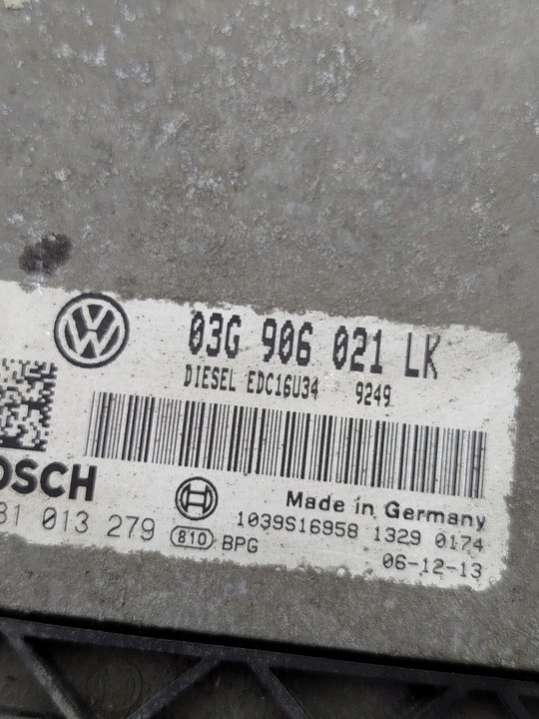 03G 906 021 LK
DIESEL EDC16U34 9249
OSCH
Made in Germany
81 013 279 810 BPG 1039S16958 1329 0174
06-12-13